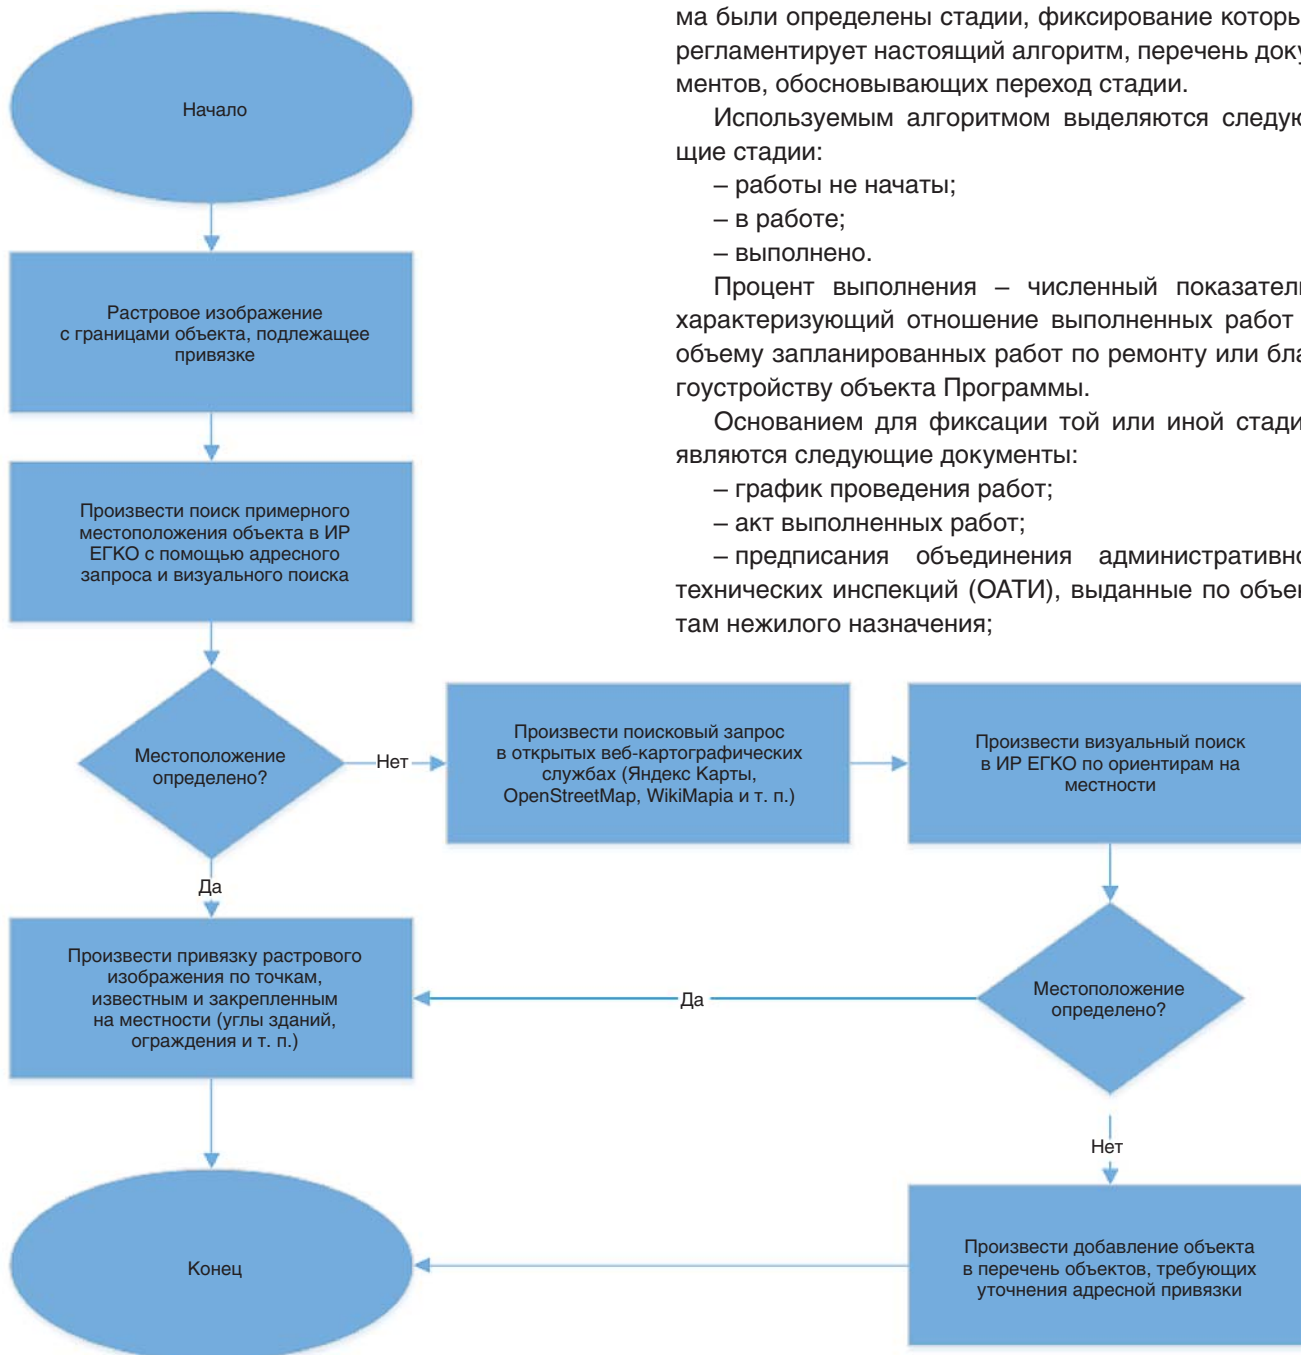 ма были определены стадии, фиксирование которы
регламентирует настоящий алгоритм, перечень доку
ментов, обосновывающих переход стадии.
Используемым алгоритмом выделяются следую
щие стадии:
– работы не начаты;
– в работе;
– выполнено.
Процент выполнения – численный показател
характеризующий отношение выполненных работ
объему запланированных работ по ремонту или бла
гоустройству объекта Программы.
Основанием для фиксации той или иной стади
являются следующие документы:
– график проведения работ;
– акт выполненных работ;
– предписания объединения административно
технических инспекций (ОАТИ), выданные по объек
там нежилого назначения;
Начало
Растровое изображение
с границами объекта, подлежащее
привязке
Произвести поиск примерного
местоположения объекта в ИР
ЕГКО с помощью адресного
запроса и визуального поиска
Местоположение
определено?
Нет
Произвести поисковый запрос
в открытых веб-картографических
службах (Яндекс Карты,
OpenStreetMap, WikiMapia и т. п.)
Произвести визуальный поиск
в ИР ЕГКО по ориентирам на
местности
Да
Произвести привязку растрового
изображения по точкам,
известным и закрепленным
на местности (углы зданий,
ограждения и т. п.)
Да
Местоположение
определено?
Нет
Конец
Произвести добавление объекта
в перечень объектов, требующих
уточнения адресной привязки